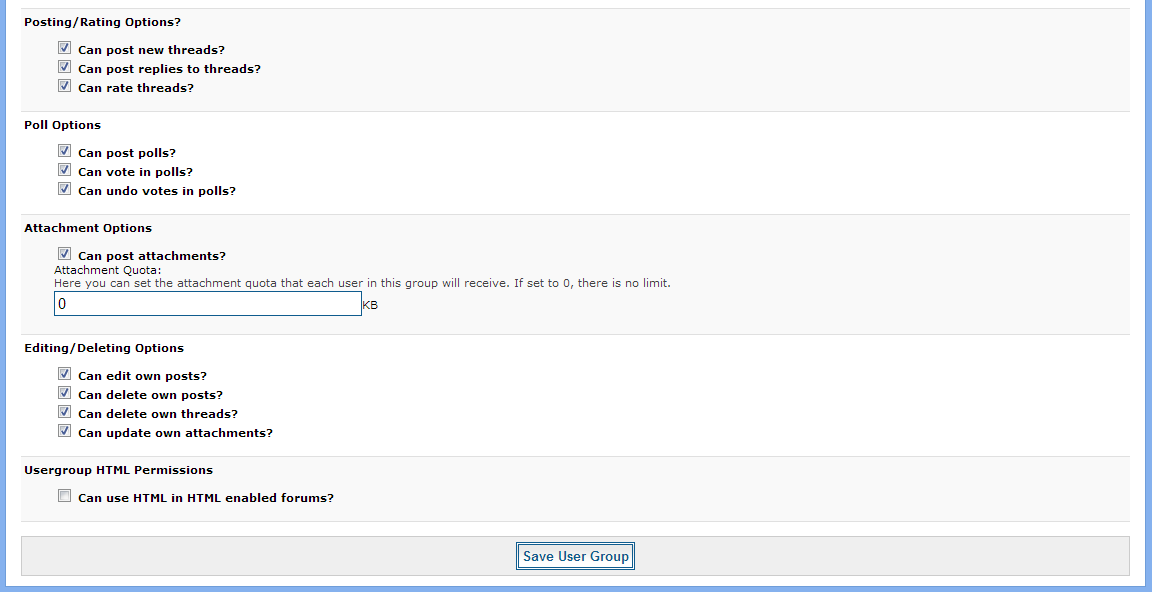 Posting/Rating Options?
Can post new threads?
Can post replies to threads?
Can rate threads?
Poll Options
Can post polls?
Can vote in polls?
Can undo votes in polls?
Attachment Options
Can post attachments?
Attachment Quota:
Here you can set the attachment quota that each user in this group will receive. If set to 0, there is no limit.
0 KB
Editing/Deleting Options
Can edit own posts?
Can delete own posts?
Can delete own threads?
Can update own attachments?
Usergroup HTML Permissions
Can use HTML in HTML enabled forums?
Save User Group